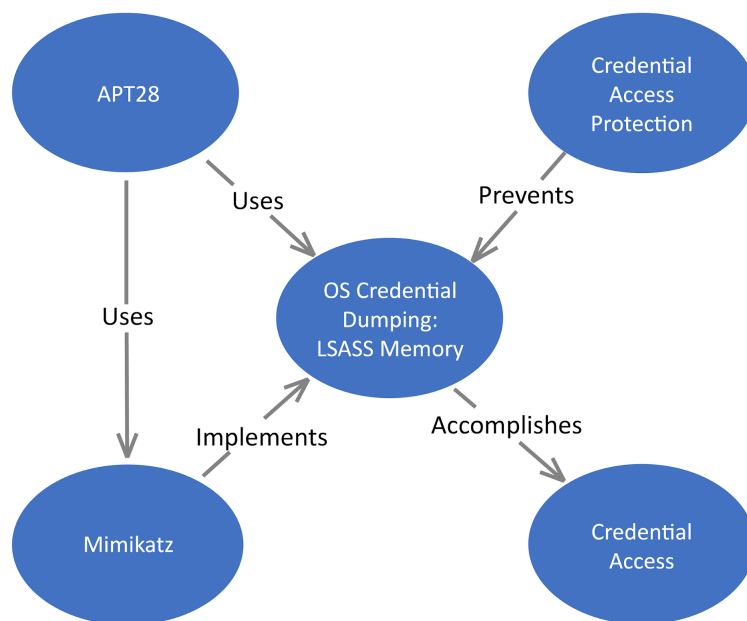 APT28
Credential
Access
Protection
Uses
Prevents
OS Credential
Dumping:
LSASS Memory
Uses
Implements
Accomplishes
Mimikatz
Credential
Access